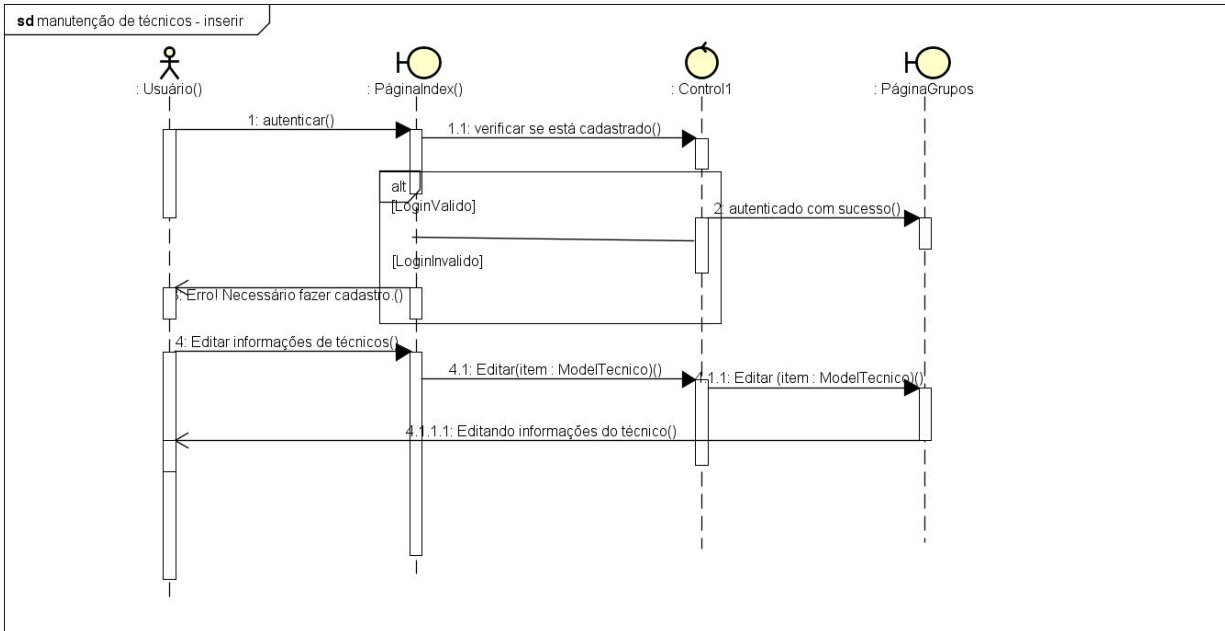 sd manutenção de técnicos - inserir
: Usuário()
: PáginaIndex()
: Control1
: PáginaGrupos
1: autenticar()
1.1: verificar se está cadastrado()
alt
[LoginValido]
2: autenticado com sucesso()
[LoginInvalido]
3: Erro! Necessário fazer cadastro.()
4: Editar informações de técnicos()
4.1: Editar(item : ModelTecnico)()
4.1.1: Editar (item : ModelTecnico)()
4.1.1.1: Editando informações do técnico()